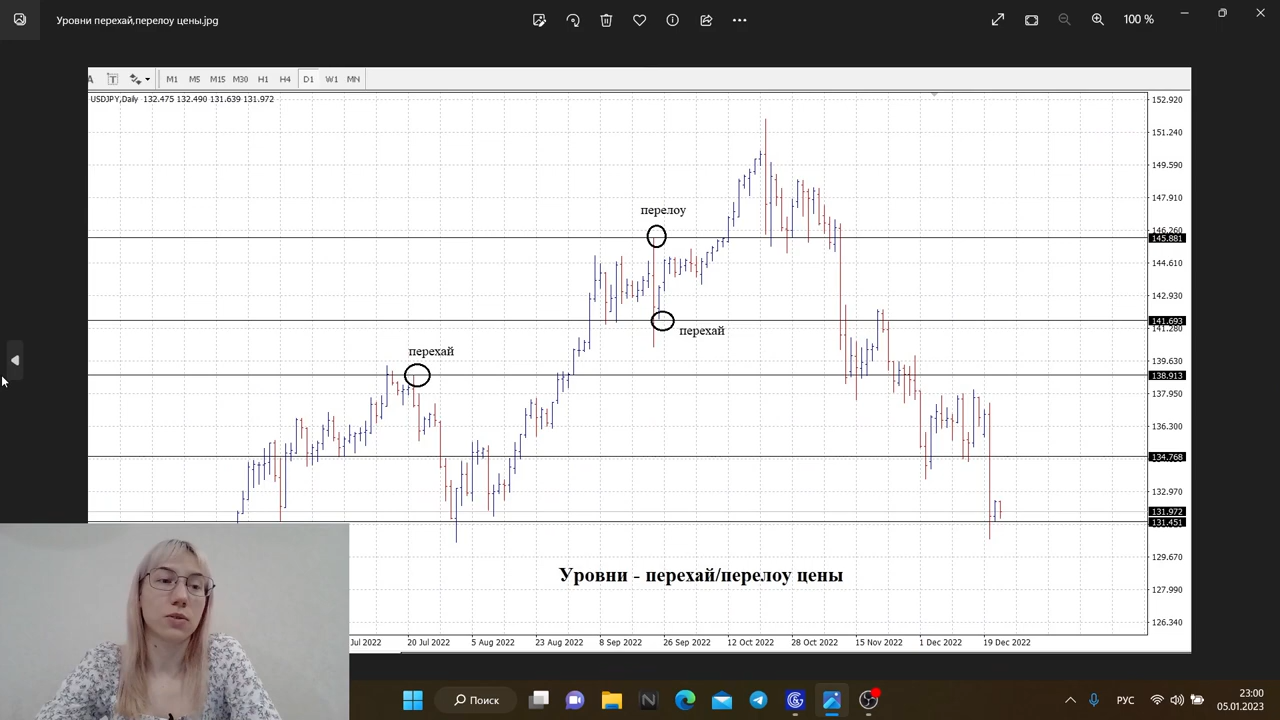 Уровни перехай,перелоу цены.jpg
100 %
A T M1 M5 M15 M30 H1 H4 D1 W1 MN
USDJPY,Daily 132.475 132.490 131.639 131.972
152.920
151.240
149.590
147.910
перелоу
146.260
145.881
144.610
142.930
141.693
перехай
141.280
перехай
139.630
138.913
137.950
136.300
134.768
132.970
131.972
131.451
129.670
Уровни - перехай/перелоу цены
127.990
126.340
Jul 2022 20 Jul 2022 5 Aug 2022 23 Aug 2022 8 Sep 2022 26 Sep 2022 12 Oct 2022 28 Oct 2022 15 Nov 2022 1 Dec 2022 19 Dec 2022
Поиск
РУС
23:00
05.01.2023